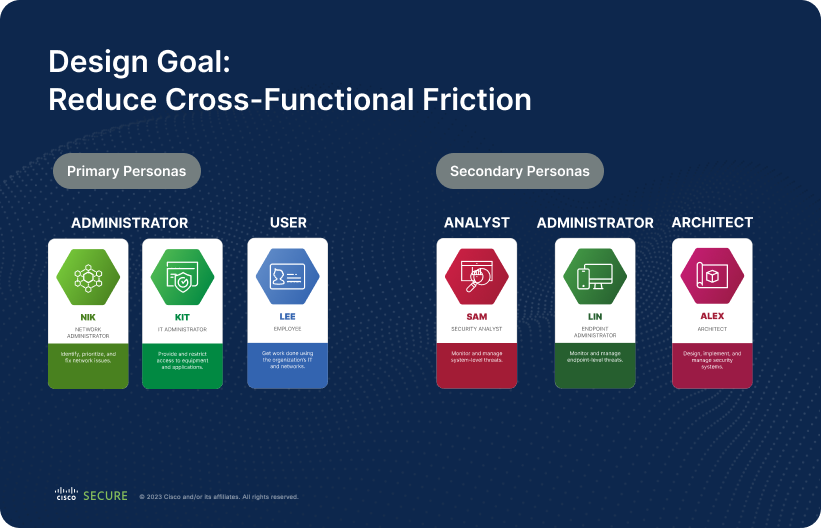 Design Goal:
Reduce Cross-Functional Friction
Primary Personas
Secondary Personas
ADMINISTRATOR
USER
ANALYST
ADMINISTRATOR
ARCHITECT
NIK
NETWORK
ADMINISTRATOR
Identify, prioritize, and
fix network issues.
KIT
IT ADMINISTRATOR
Provide and restrict
access to equipment
and applications.
LEE
EMPLOYEE
Get work done using
the organization's IT
and networks.
SAM
SECURITY ANALYST
Monitor and manage
system-level threats.
LIN
ENDPOINT
ADMINISTRATOR
Monitor and manage
endpoint-level threats.
ALEX
ARCHITECT
Design, implement, and
manage security
systems.
CISCO SECURE © 2023 Cisco and/or its affiliates. All rights reserved.